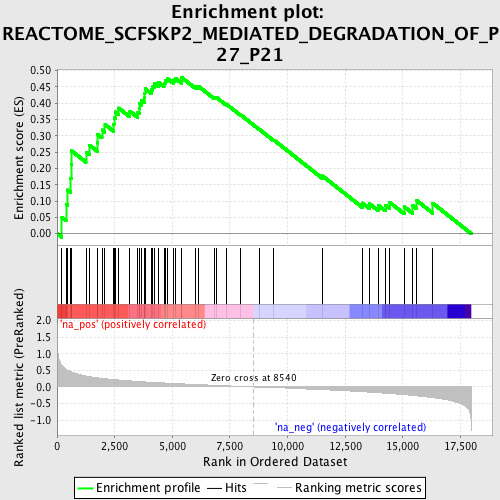 Enrichment plot:
REACTOME_SCFSKP2_MEDIATED_DEGRADATION_OF_P
27_P21
Enrichment score (ES)
0.50
0.45
0.40
0.35
0.30
0.25
0.20
0.15
0.10
0.05
0.00
'na_pos' (positively correlated)
Ranked list metric (PreRanked)
2.0
1.5
1.0
0.5
0.0
-0.5
-1.0
Zero cross at 8540
'na_neg' (negatively correlated)
0 2,500 5,000 7,500 10,000 12,500 15,000 17,500
Rank in Ordered Dataset
Enrichment profile Hits Ranking metric scores